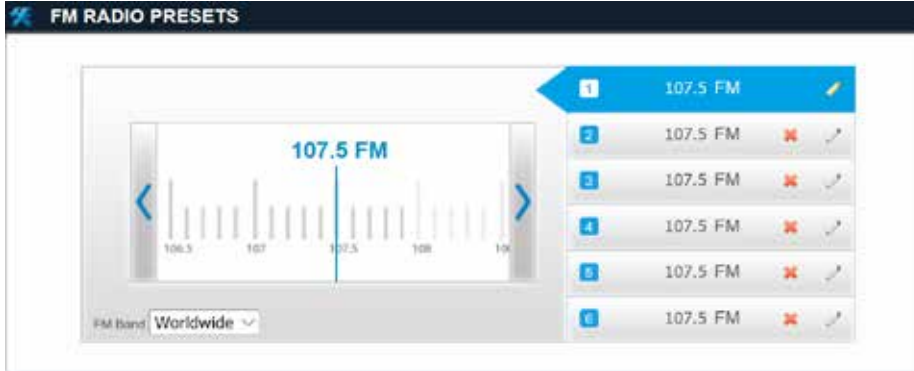 FM RADIO PRESETS
1 107.5 FM
2 107.5 FM
3 107.5 FM
4 107.5 FM
5 107.5 FM
6 107.5 FM
107.5 FM
106.5 107 107.5 108
FM Band Worldwide